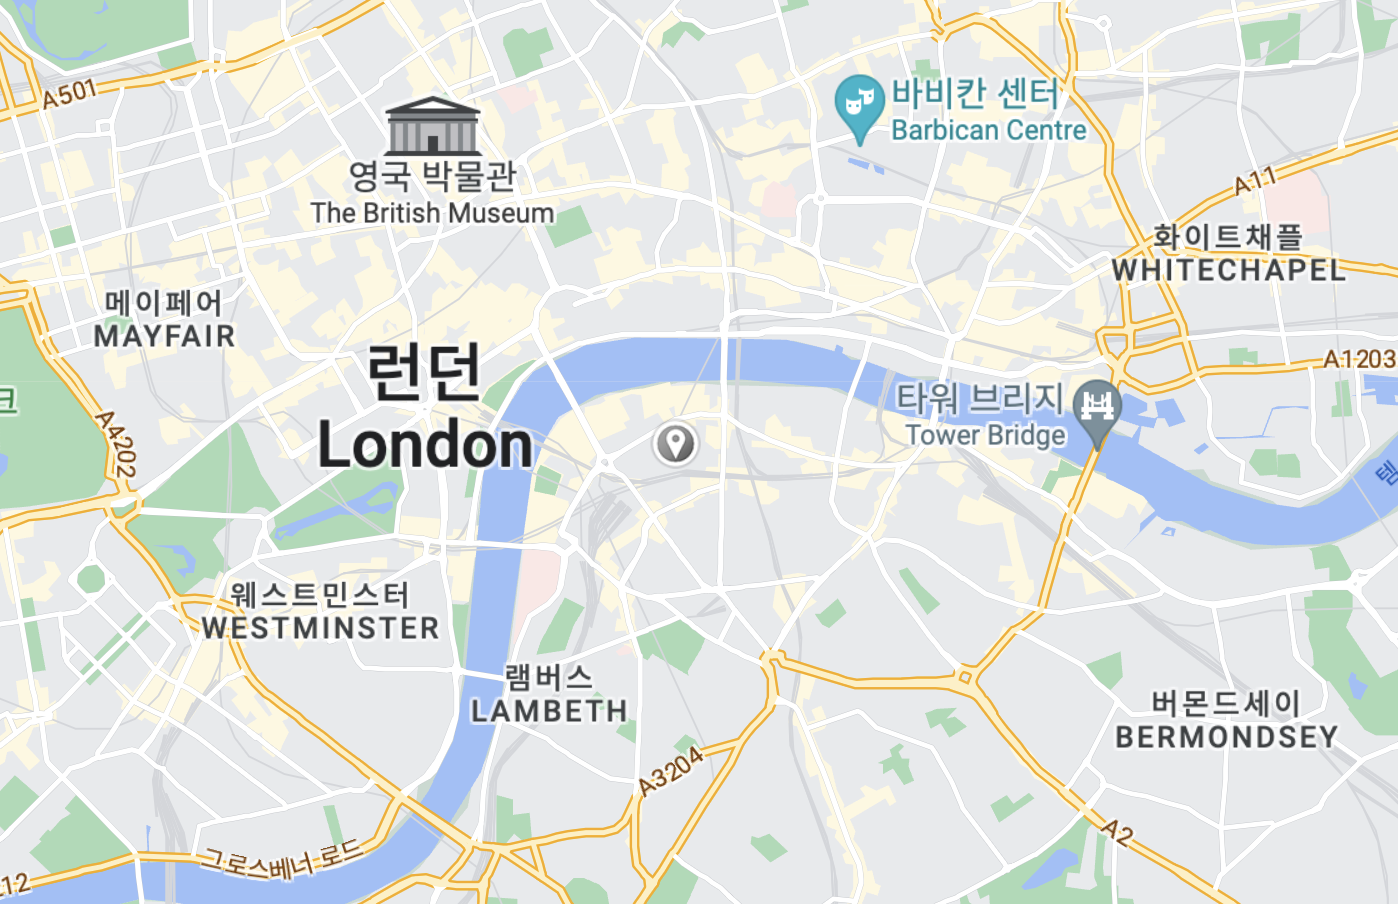 A501
바비칸 센터
Barbican Centre
영국 박물관
The British Museum
A11
화이트채플
WHITECHAPEL
메이페어
MAYFAIR
런던
London
A1203
타워 브리지
Tower Bridge
크
A4202
템
웨스트민스터
WESTMINSTER
램버스
LAMBETH
버몬드세이
BERMONDSEY
A3204
A2
그로스베너 로드
12